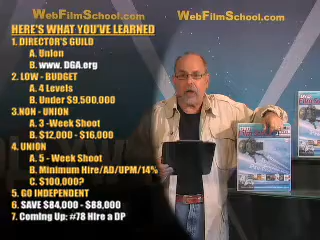 WebFilmSchool.com WebFilmSchool.com
HERE'S WHAT YOU'VE LEARNED
1. DIRECTOR'S GUILD
A. Union
B. www. DGA.org
2. LOW - BUDGET
A. 4 Levels
B. Under $9,500,000
3.NON - UNION
A. 3 -Week Shoot
B. $12,000 - $16,000
4. UNION
A. 5 - Week Shoot
B. Minimum Hire/AD/UPM/14%
C. $100,000?
5. GO INDEPENDENT
6. SAVE $84,000 - $88,000
7. Coming Up: #78 Hire a DP